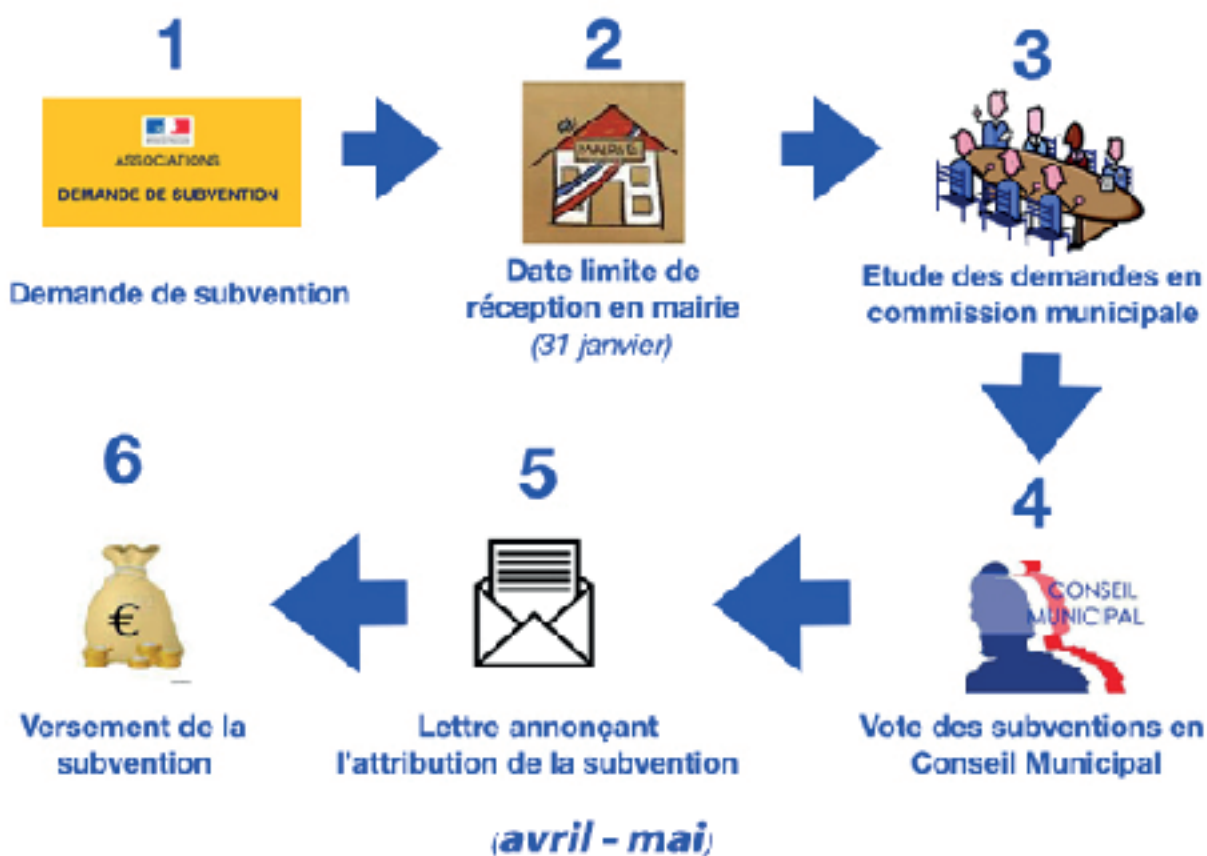 1
2
3
ASSOCIATIONS
DEMANDE DE SUBVENTION
MAIRIE
Demande de subvention
Date limite de
réception en mairie
(31 janvier)
Etude des demandes en
commission municipale
6
5
4
€
CONSEIL
MUNICIPAL
Versement de la
subvention
Lettre annonçant
l'attribution de la subvention
Vote des subventions en
Conseil Municipal
(avril - mai)